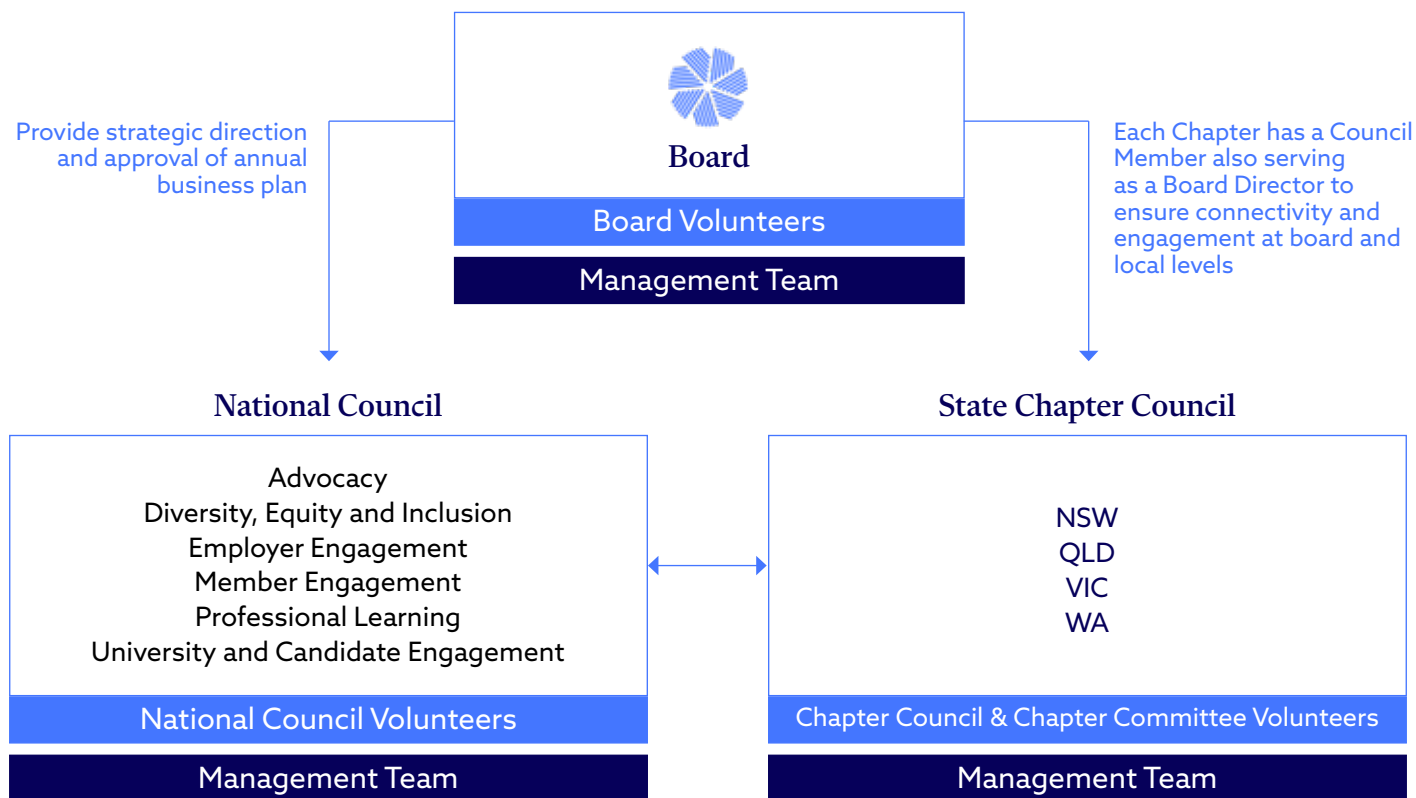 Board
Board Volunteers
Management Team
Provide strategic direction
and approval of annual
business plan
Each Chapter has a Council
Member also serving
as a Board Director to
ensure connectivity and
engagement at board and
local levels
National Council
Advocacy
Diversity, Equity and Inclusion
Employer Engagement
Member Engagement
Professional Learning
University and Candidate Engagement
National Council Volunteers
Management Team
State Chapter Council
NSW
QLD
VIC
WA
Chapter Council & Chapter Committee Volunteers
Management Team